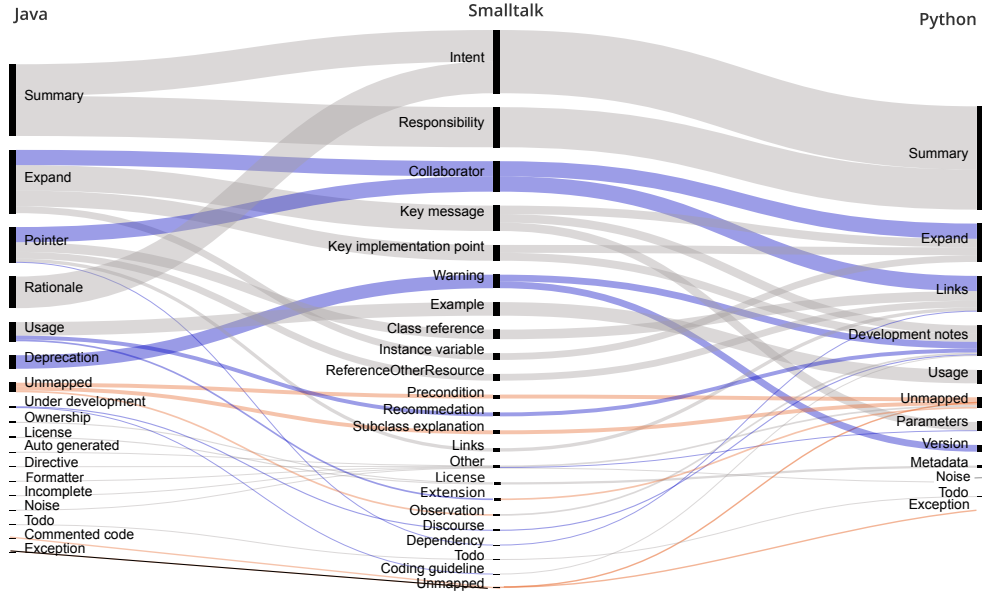 Java
Smalltalk
Python
Summary
Expand
Pointer
Rationale
Usage
Deprecation
Unmapped
Under development
Ownership
License
Auto generated
Directive
Formatter
Incomplete
Noise
Todo
Commented code
Exception
Intent
Responsibility
Collaborator
Key message
Key implementation point
Warning
Example
Class reference
Instance variable
ReferenceOtherResource
Precondition
Recommedation
Subclass explanation
Links
Other
License
Extension
Observation
Discourse
Dependency
Todo
Coding guideline
Unmapped
Summary
Expand
Links
Development notes
Usage
Unmapped
Parameters
Version
Metadata
Noise
Todo
Exception